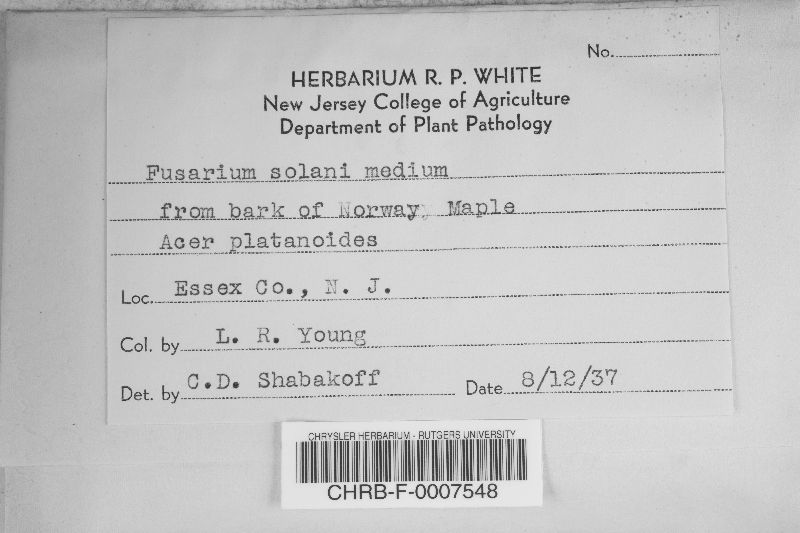 No.
HERBARIUM R. P. WHITE
New Jersey College of Agriculture
Department of Plant Pathology
Fusarium solani medium
from bark of Norway, Maple
Acer platanoides
Loc. Essex Co., N. J.
Col. by L. R. Young
Det. by C.D. Shabakoff Date 8/12/37
CHRYSLER HERBARIUM - RUTGERS UNIVERSITY
CHRB-F-0007548